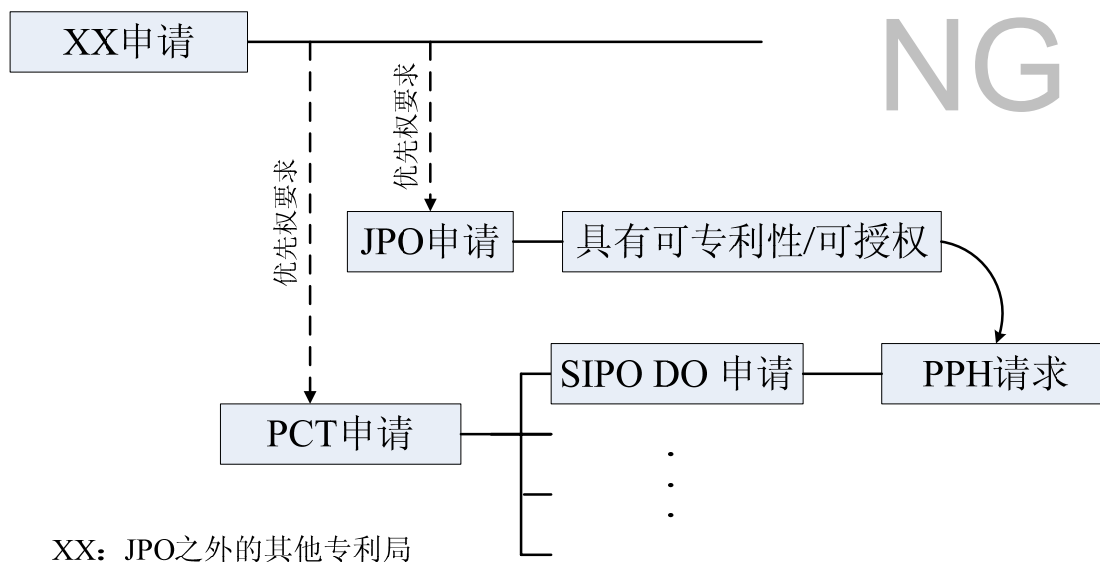 XX申请
NG
优先权要求
优先权要求
JPO申请
具有可专利性/可授权
SIPO DO 申请
PPH请求
PCT申请
XX：JPO之外的其他专利局